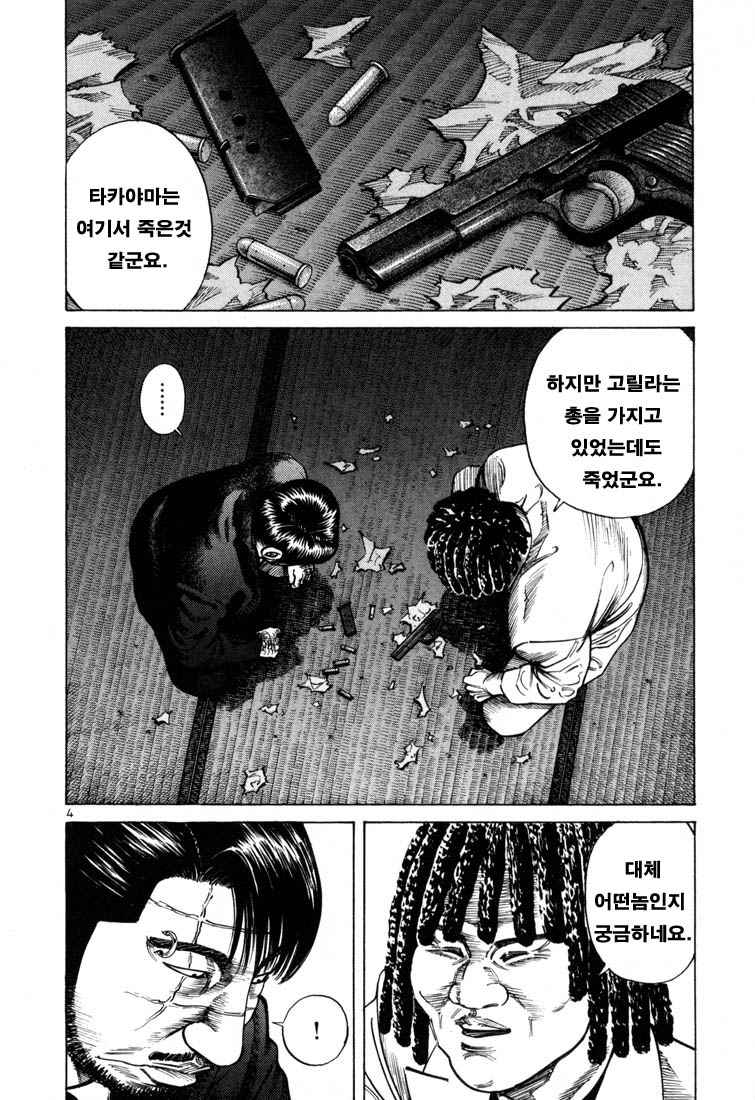 타카야마는
여기서 죽은것
같군요.
하지만 고릴라는
총을 가지고
있었는데도
죽었군요.
……
4
대체
어떤놈인지
궁금하네요.
!